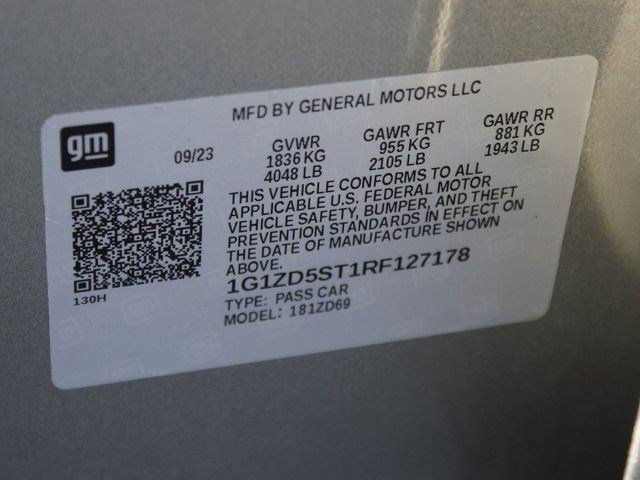 MFD BY GENERAL MOTORS LLC
gm
09/23
GVWR GAWR FRT GAWR RR
1836 KG 955 KG 881 KG
4048 LB 2105 LB 1943 LB
THIS VEHICLE CONFORMS TO ALL
APPLICABLE U.S. FEDERAL MOTOR
VEHICLE SAFETY, BUMPER, AND THEFT
PREVENTION STANDARDS IN EFFECT ON
THE DATE OF MANUFACTURE SHOWN
ABOVE.
1G1ZD5ST1RF127178
TYPE: PASS CAR
MODEL: 181ZD69
130H